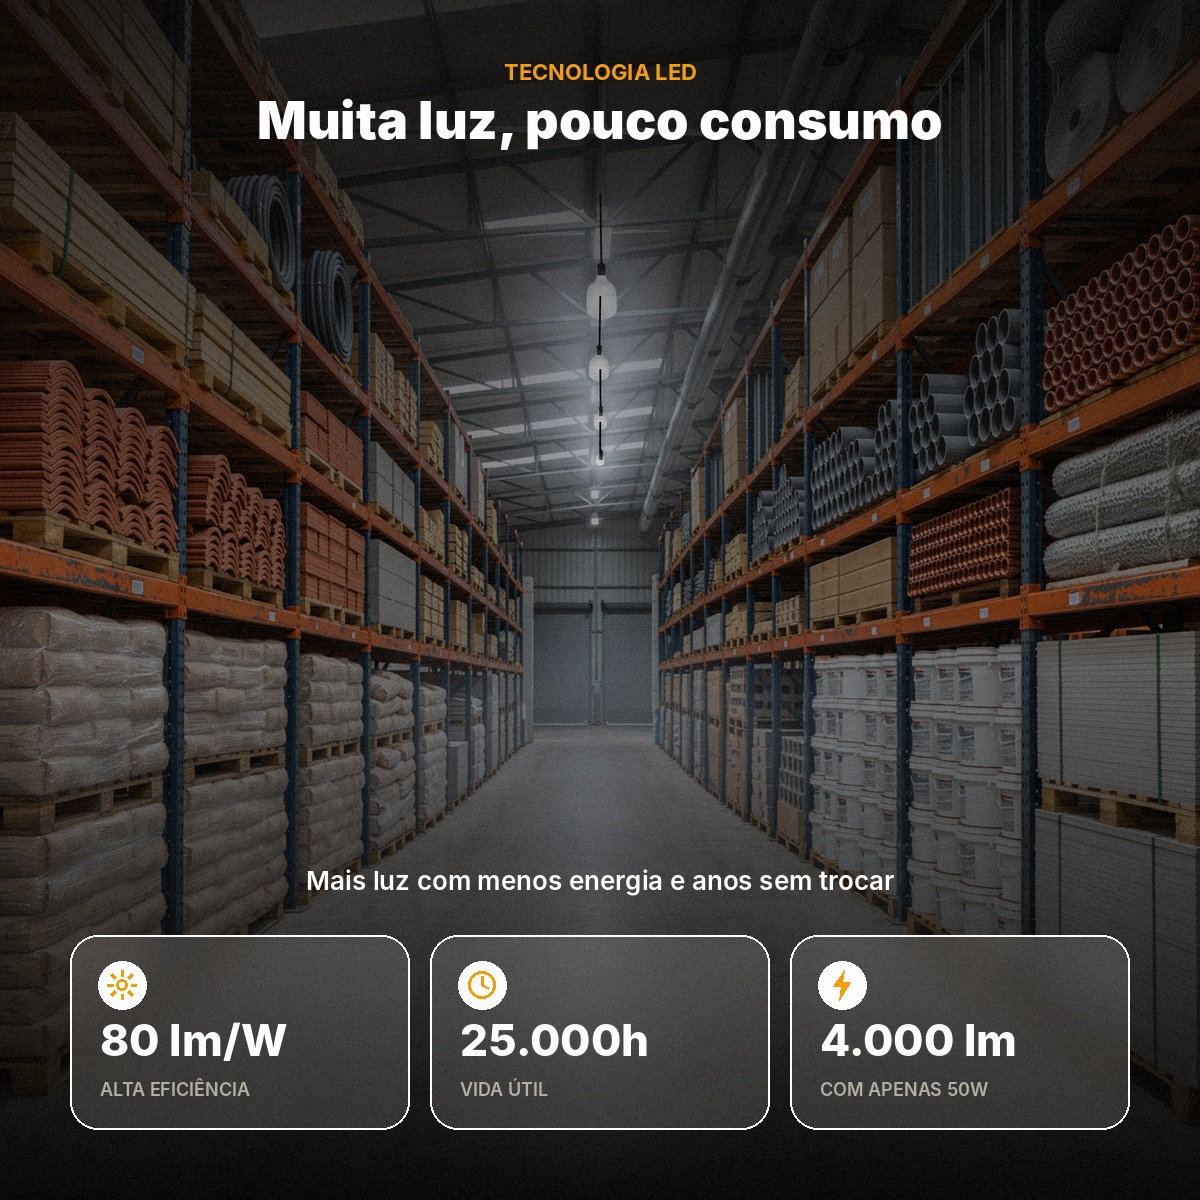 TECNOLOGIA LED
Muita luz, pouco consumo
Mais luz com menos energia e anos sem trocar
80 lm/W
ALTA EFICIÊNCIA
25.000h
VIDA ÚTIL
4.000 lm
COM APENAS 50W